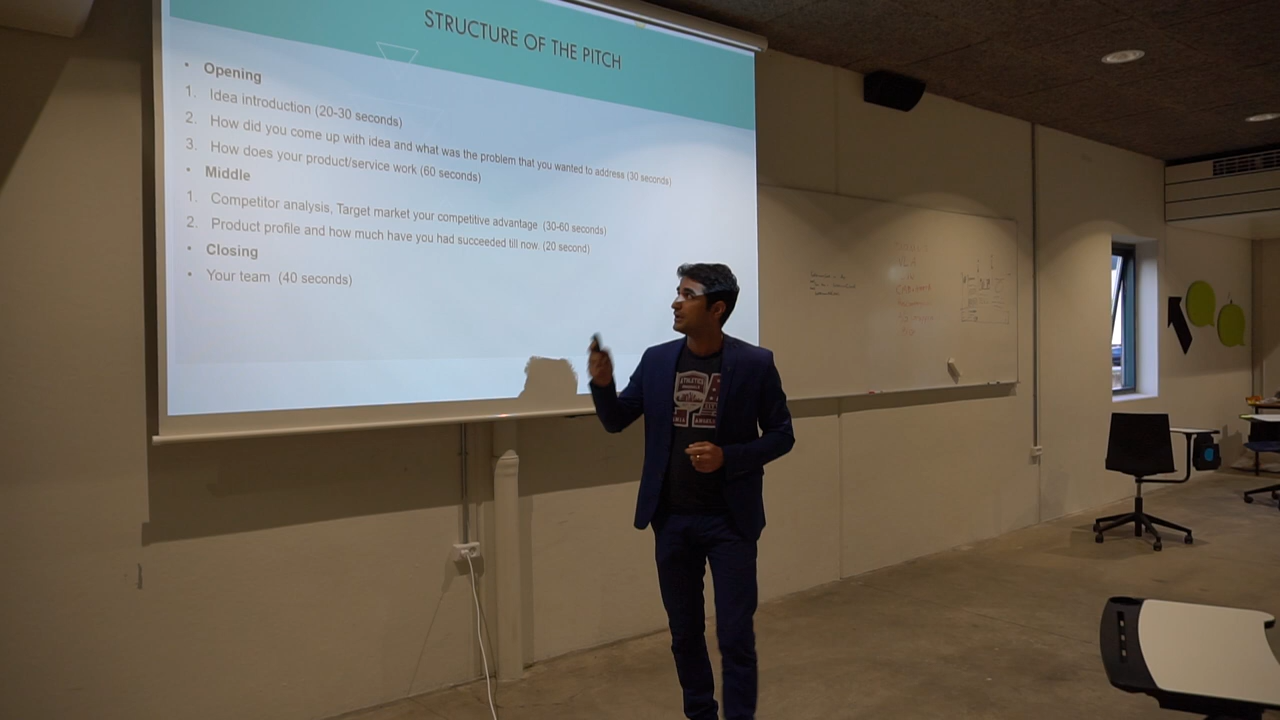 STRUCTURE OF THE PITCH
• Opening
1. Idea introduction (20-30 seconds)
2. How did you come up with idea and what was the problem that you wanted to address (30 seconds)
3. How does your product/service work (60 seconds)
• Middle
1. Competitor analysis, Target market your competitive advantage (30-60 seconds)
2. Product profile and how much have you had succeeded till now. (20 second)
• Closing
• Your team (40 seconds)
ATHLETICS